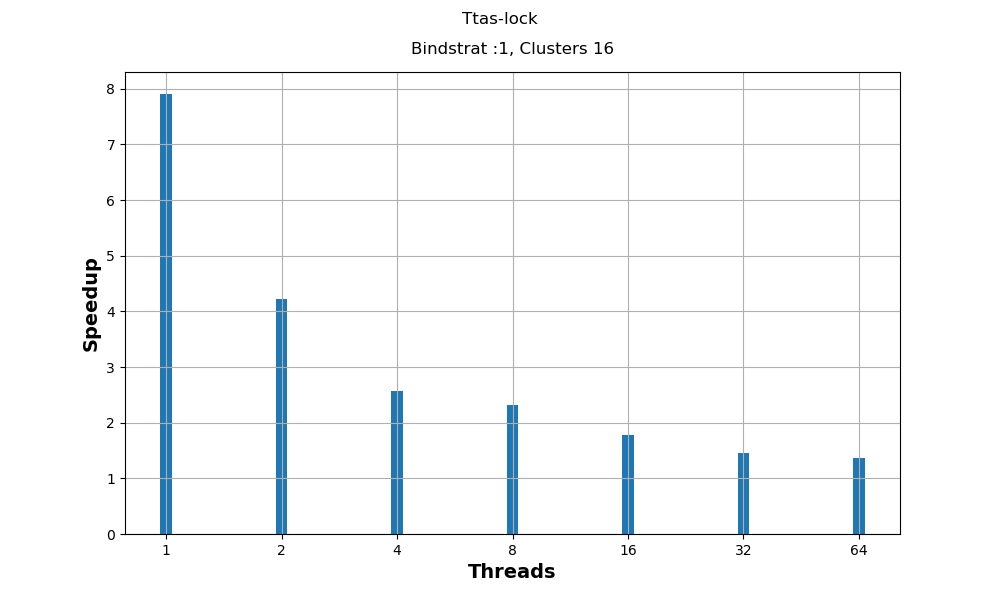 Ttas-lock
Bindstrat :1, Clusters 16
8
7
6
5
4
3
2
1
0
Speedup
1 2 4 8 16 32 64
Threads